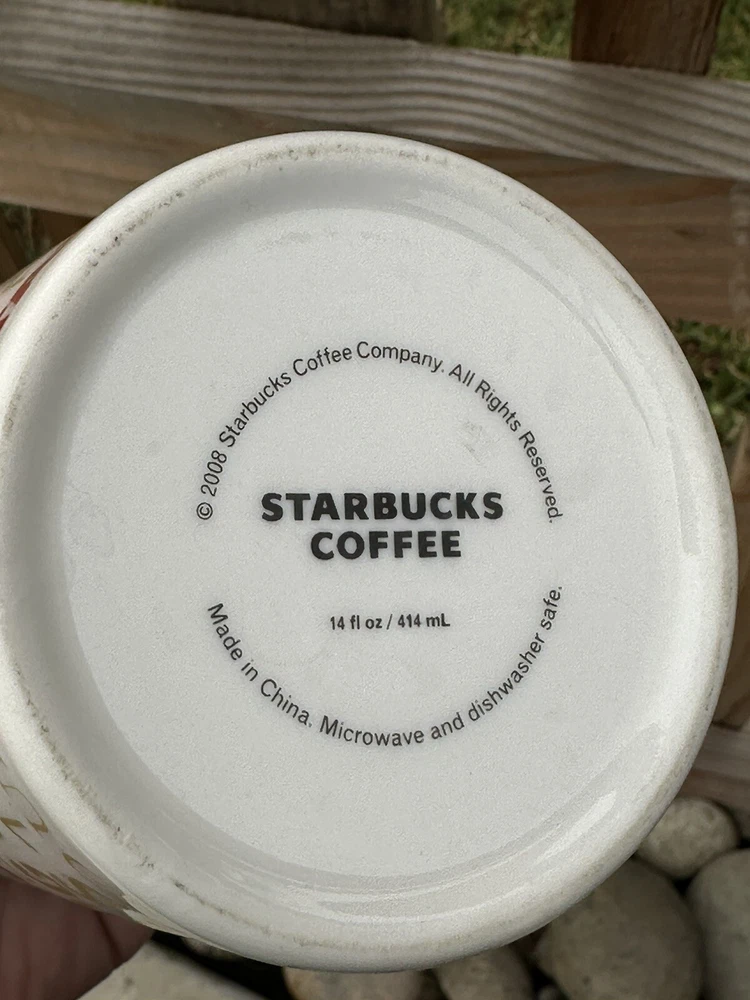 © 2008 Starbucks Coffee Company. All Rights Reserved.
STARBUCKS
COFFEE
14 fl oz / 414 mL
Made in China. Microwave and dishwasher safe.